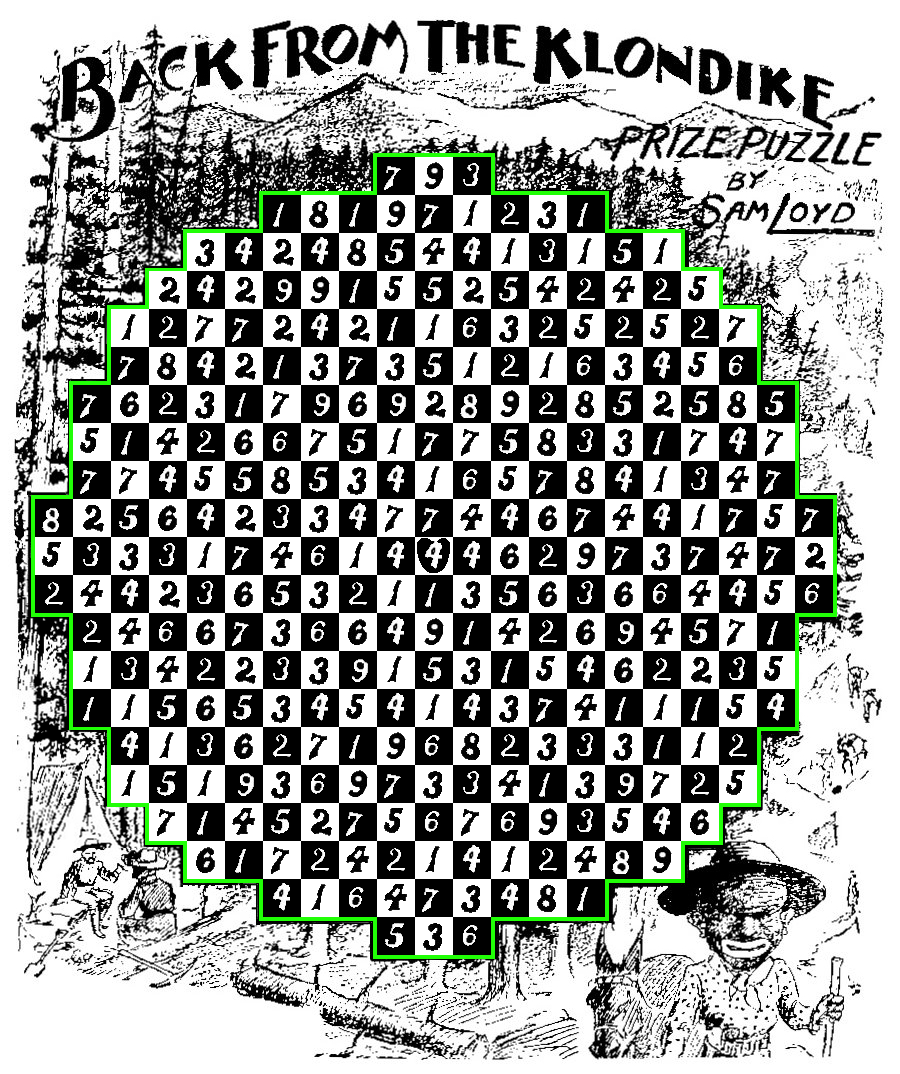 BACK FROM THE KLONDIKE
PRIZE PUZZLE
BY
SAM LOYD
7 9 3
1 8 1 9 7 1 2 3 1
3 4 2 4 8 5 4 4 1 3 1 5 1
2 4 2 9 9 1 5 5 2 5 4 2 4 2 5
1 2 7 7 2 4 2 1 1 6 3 2 5 2 5 2 7
7 8 4 2 1 3 7 3 5 1 2 1 6 3 4 5 6
7 6 2 3 1 7 9 6 9 2 8 9 2 8 5 2 5 8 5
5 1 4 2 6 6 7 5 1 7 7 5 8 3 3 1 7 4 7
7 7 4 5 5 8 5 3 4 1 6 5 7 8 4 1 3 4 7
8 2 5 6 4 2 3 3 4 7 7 4 4 6 7 4 4 1 7 5 7
5 3 3 3 1 7 4 6 1 4 4 4 6 2 9 7 3 7 4 7 2
2 4 4 2 3 6 5 3 2 1 1 3 5 6 3 6 6 4 4 5 6
2 4 6 6 7 3 6 6 4 9 1 4 2 6 9 4 5 7 1
1 3 4 2 2 3 3 9 1 5 3 1 5 4 6 2 2 3 5
1 1 5 6 5 3 4 5 4 1 4 3 7 4 1 1 1 5 4
4 1 3 6 2 7 1 9 6 8 2 3 3 3 1 1 2
1 5 1 9 3 6 9 7 3 3 4 1 3 9 7 2 5
7 1 4 5 2 7 5 6 7 6 9 3 5 4 6
6 1 7 2 4 2 1 4 1 2 4 8 9
4 1 6 4 7 3 4 8 1
5 3 6